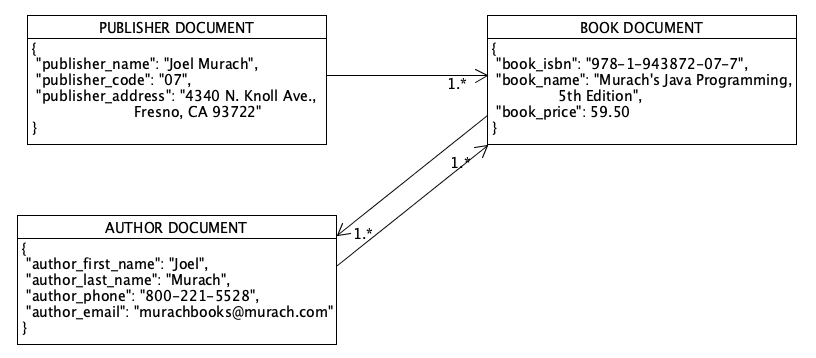 PUBLISHER DOCUMENT
{
"publisher_name": "Joel Murach",
"publisher_code": "07",
"publisher_address": "4340 N. Knoll Ave.,
Fresno, CA 93722"
}
1.*
BOOK DOCUMENT
{
"book_isbn": "978-1-943872-07-7",
"book_name": "Murach's Java Programming,
5th Edition",
"book_price": 59.50
}
1.*
1.*
AUTHOR DOCUMENT
{
"author_first_name": "Joel",
"author_last_name": "Murach",
"author_phone": "800-221-5528",
"author_email": "murachbooks@murach.com"
}